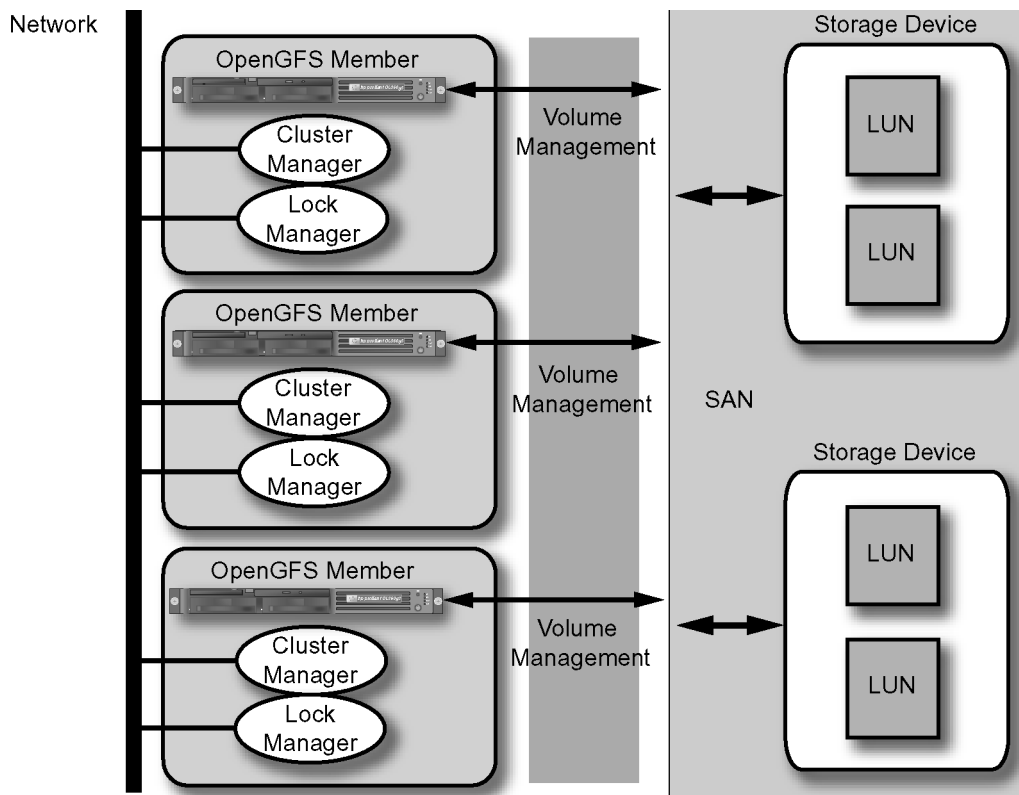 Network
OpenGFS Member
Cluster
Manager
Lock
Manager
Volume
Management
OpenGFS Member
Cluster
Manager
Lock
Manager
Volume
Management
OpenGFS Member
Cluster
Manager
Lock
Manager
Volume
Management
SAN
Storage Device
LUN
LUN
Storage Device
LUN
LUN